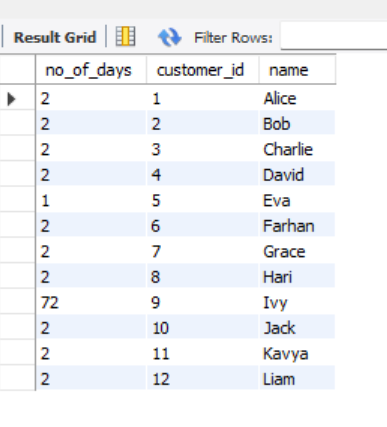 Result Grid Filter Rows:
no_of_days customer_id name
2 1 Alice
2 2 Bob
2 3 Charlie
2 4 David
1 5 Eva
2 6 Farhan
2 7 Grace
2 8 Hari
72 9 Ivy
2 10 Jack
2 11 Kavya
2 12 Liam